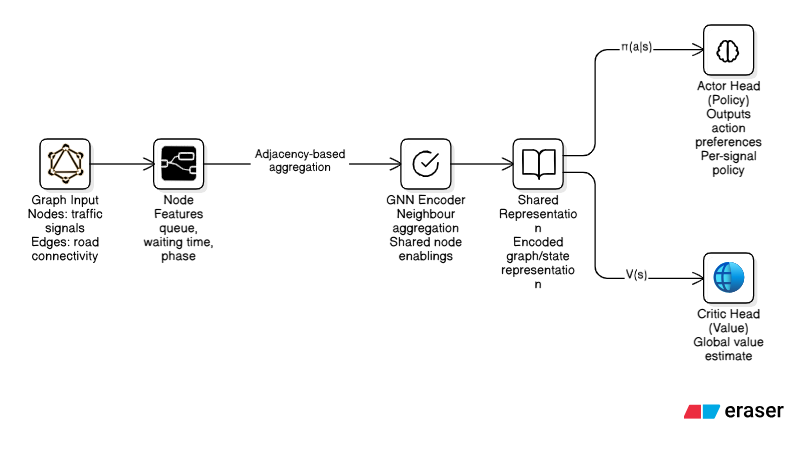 Graph Input
Nodes: traffic
signals
Edges: road
connectivity
Node
Features
queue,
waiting time,
phase
Adjacency-based
aggregation
GNN Encoder
Neighbour
aggregation
Shared node
enablings
Shared
Representatio
n
Encoded
graph/state
representatio
n
π(a|s)
Actor Head
(Policy)
Outputs
action
preferences
Per-signal
policy
V(s)
Critic Head
(Value)
Global value
estimate
eraser